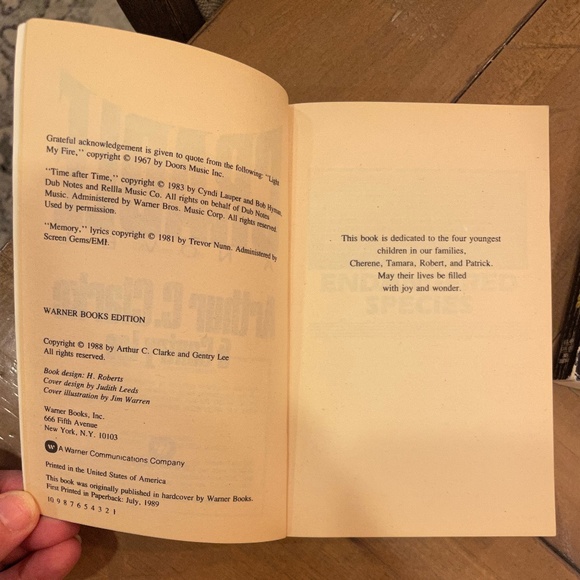 Grateful acknowledgement is given to quote from the following: "Light
My Fire," copyright © 1967 by Doors Music Inc.
"Time after Time," copyright © 1983 by Cyndi Lauper and Bob Hyman,
Dub Notes and Rellla Music Co. All rights on behalf of Dub Notes
Music. Administered by Warner Bros. Music Corp. All rights reserved.
Used by permission.
"Memory," lyrics copyright © 1981 by Trevor Nunn. Administered by
Screen Gems/EMI.
WARNER BOOKS EDITION
Copyright © 1988 by Arthur C. Clarke and Gentry Lee
All rights reserved.
Book design: H. Roberts
Cover design by Judith Leeds
Cover illustration by Jim Warren
Warner Books, Inc.
666 Fifth Avenue
New York, N.Y. 10103
A Warner Communications Company
Printed in the United States of America
This book was originally published in hardcover by Warner Books.
First Printed in Paperback: July, 1989
10 9 8 7 6 5 4 3 2 1
This book is dedicated to the four youngest
children in our families,
Cherene, Tamara, Robert, and Patrick.
May their lives be filled
with joy and wonder.